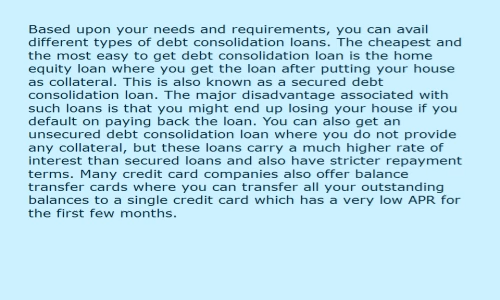 Based upon your needs and requirements, you can avail
different types of debt consolidation loans. The cheapest and
the most easy to get debt consolidation loan is the home
equity loan where you get the loan after putting your house
as collateral. This is also known as a secured debt
consolidation loan. The major disadvantage associated with
such loans is that you might end up losing your house if you
default on paying back the loan. You can also get an
unsecured debt consolidation loan where you do not provide
any collateral, but these loans carry a much higher rate of
interest than secured loans and also have stricter repayment
terms. Many credit card companies also offer balance
transfer cards where you can transfer all your outstanding
balances to a single credit card which has a very low APR for
the first few months.